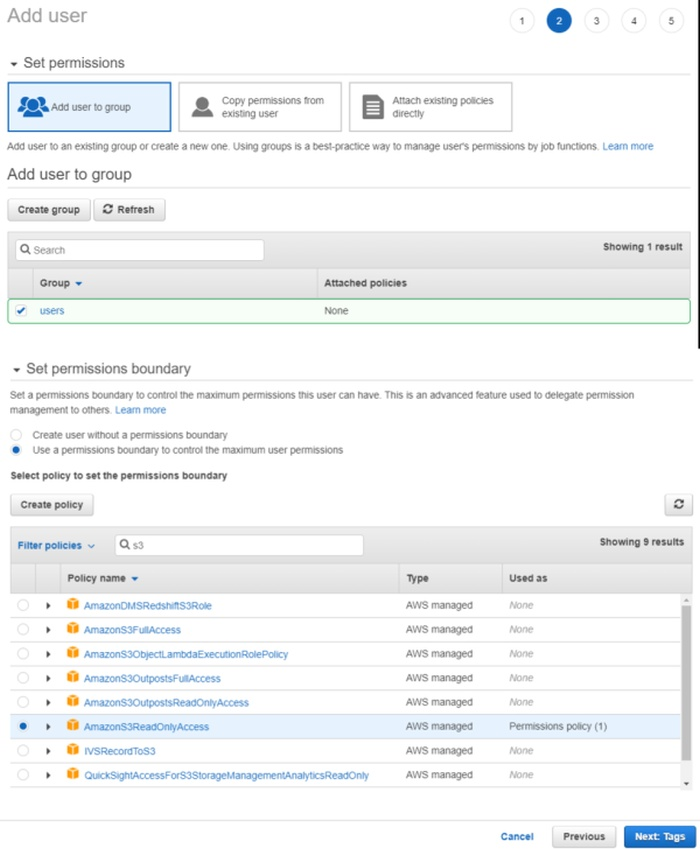 Add user
1 2 3 4 5
Set permissions
Add user to group
Copy permissions from
existing user
Attach existing policies
directly
Add user to an existing group or create a new one. Using groups is a best-practice way to manage user's permissions by job functions. Learn more
Add user to group
Create group Refresh
Search Showing 1 result
Group Attached policies
users None
Set permissions boundary
Set a permissions boundary to control the maximum permissions this user can have. This is an advanced feature used to delegate permission
management to others. Learn more
Create user without a permissions boundary
Use a permissions boundary to control the maximum user permissions
Select policy to set the permissions boundary
Create policy
Filter policies s3 Showing 9 results
Policy name Type Used as
AmazonDMSRedshiftS3Role AWS managed None
AmazonS3FullAccess AWS managed None
AmazonS3ObjectLambdaExecutionRolePolicy AWS managed None
AmazonS3OutpostsFullAccess AWS managed None
AmazonS3OutpostsReadOnlyAccess AWS managed None
AmazonS3ReadOnlyAccess AWS managed Permissions policy (1)
IVSRecordToS3 AWS managed None
QuickSightAccessForS3StorageManagementAnalyticsReadOnly AWS managed None
Cancel Previous Next: Tags